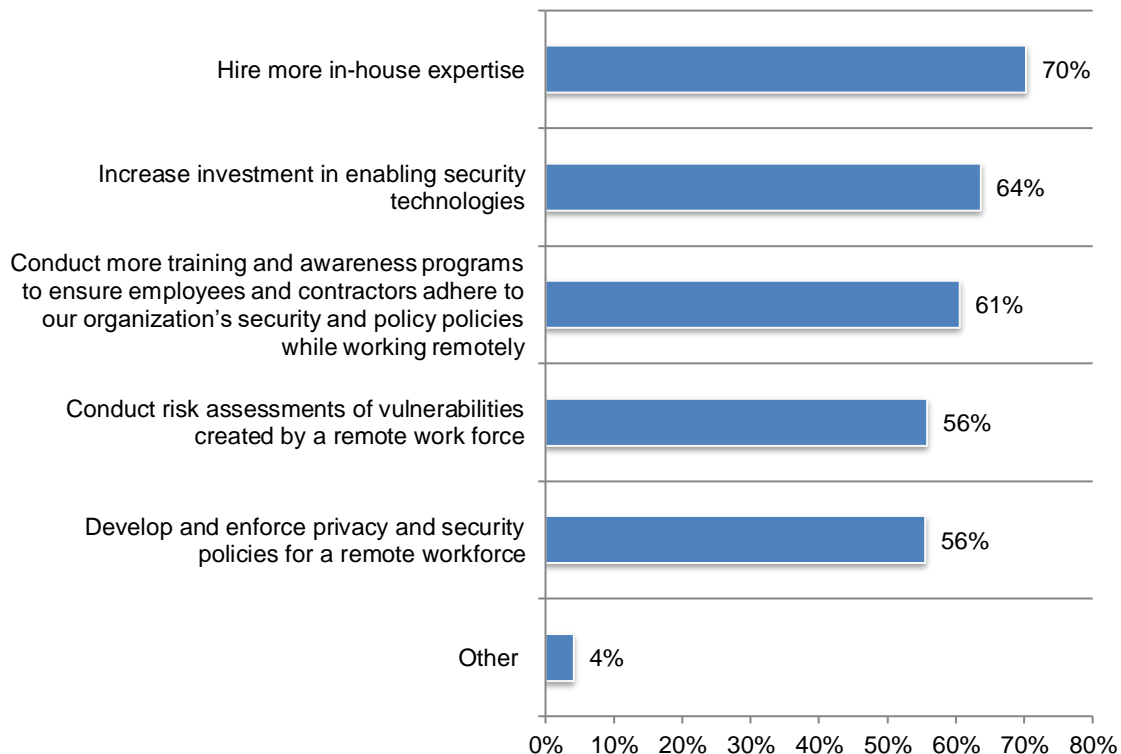 Hire more in-house expertise
70%
Increase investment in enabling security
technologies
64%
Conduct more training and awareness programs
to ensure employees and contractors adhere to
our organization’s security and policy policies
while working remotely
61%
Conduct risk assessments of vulnerabilities
created by a remote work force
56%
Develop and enforce privacy and security
policies for a remote workforce
56%
Other
4%
0% 10% 20% 30% 40% 50% 60% 70% 80%